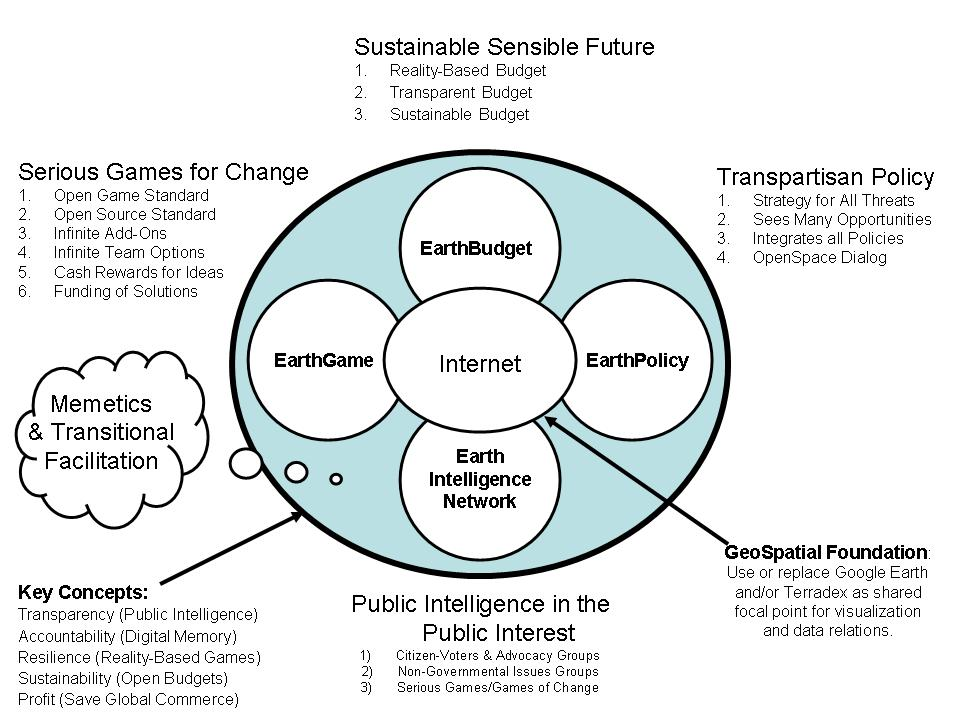 Sustainable Sensible Future
1. Reality-Based Budget
2. Transparent Budget
3. Sustainable Budget
Serious Games for Change
1. Open Game Standard
2. Open Source Standard
3. Infinite Add-Ons
4. Infinite Team Options
5. Cash Rewards for Ideas
6. Funding of Solutions
Transpartisan Policy
1. Strategy for All Threats
2. Sees Many Opportunities
3. Integrates all Policies
4. OpenSpace Dialog
EarthBudget
EarthGame
Internet
EarthPolicy
Earth
Intelligence
Network
Memetics
& Transitional
Facilitation
Key Concepts:
Transparency (Public Intelligence)
Accountability (Digital Memory)
Resilience (Reality-Based Games)
Sustainability (Open Budgets)
Profit (Save Global Commerce)
Public Intelligence in the
Public Interest
1) Citizen-Voters & Advocacy Groups
2) Non-Governmental Issues Groups
3) Serious Games/Games of Change
GeoSpatial Foundation:
Use or replace Google Earth
and/or Terradex as shared
focal point for visualization
and data relations.